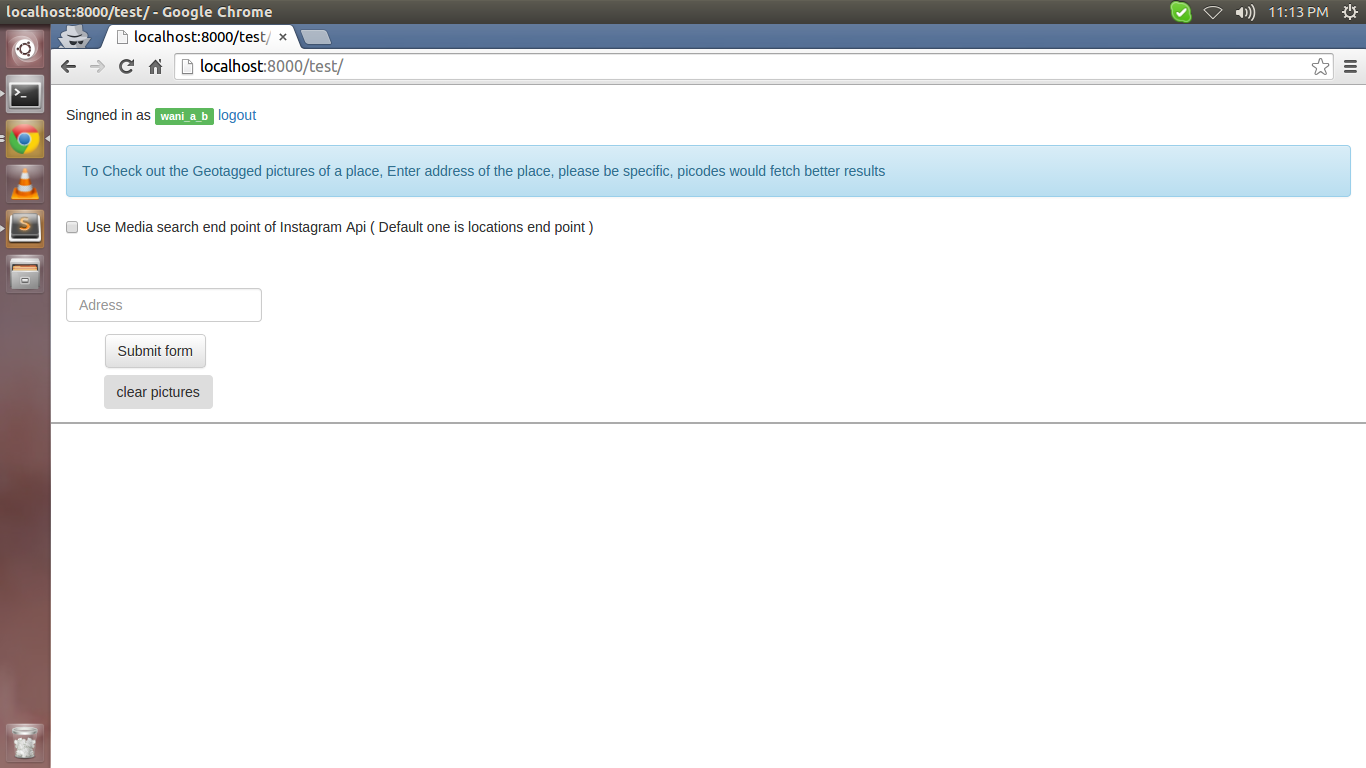 localhost:8000/test/ - Google Chrome
11:13 PM
localhost:8000/test/
localhost:8000/test/
Singned in as wani_a_b logout
To Check out the Geotagged pictures of a place, Enter address of the place, please be specific, picodes would fetch better results
Use Media search end point of Instagram Api ( Default one is locations end point )
Adress
Submit form
clear pictures